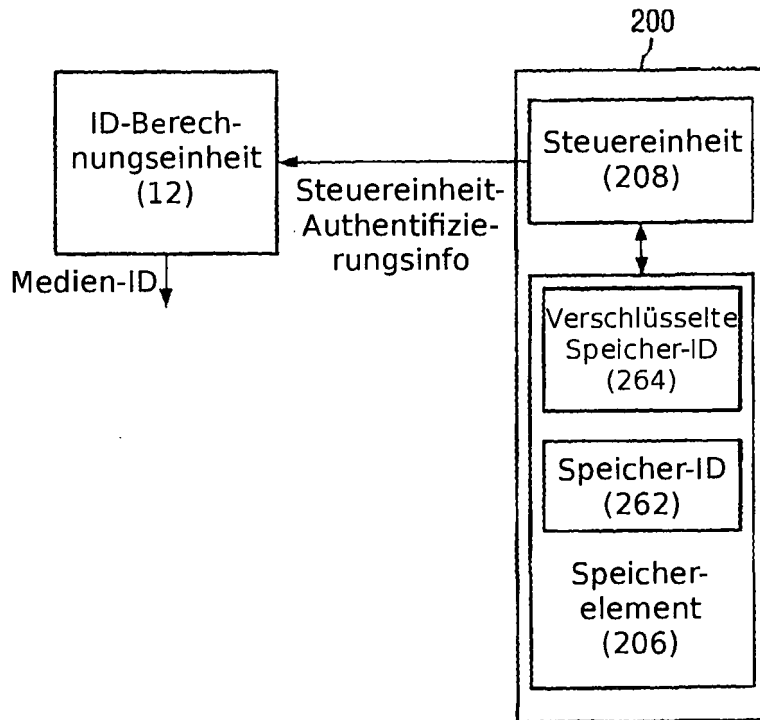 200
ID-Berech-
nungseinheit
(12)
Steuereinheit
(208)
Steuereinheit-
Authentifizie-
rungsinfo
Medien-ID
Verschlüsselte
Speicher-ID
(264)
Speicher-ID
(262)
Speicher-
element
(206)